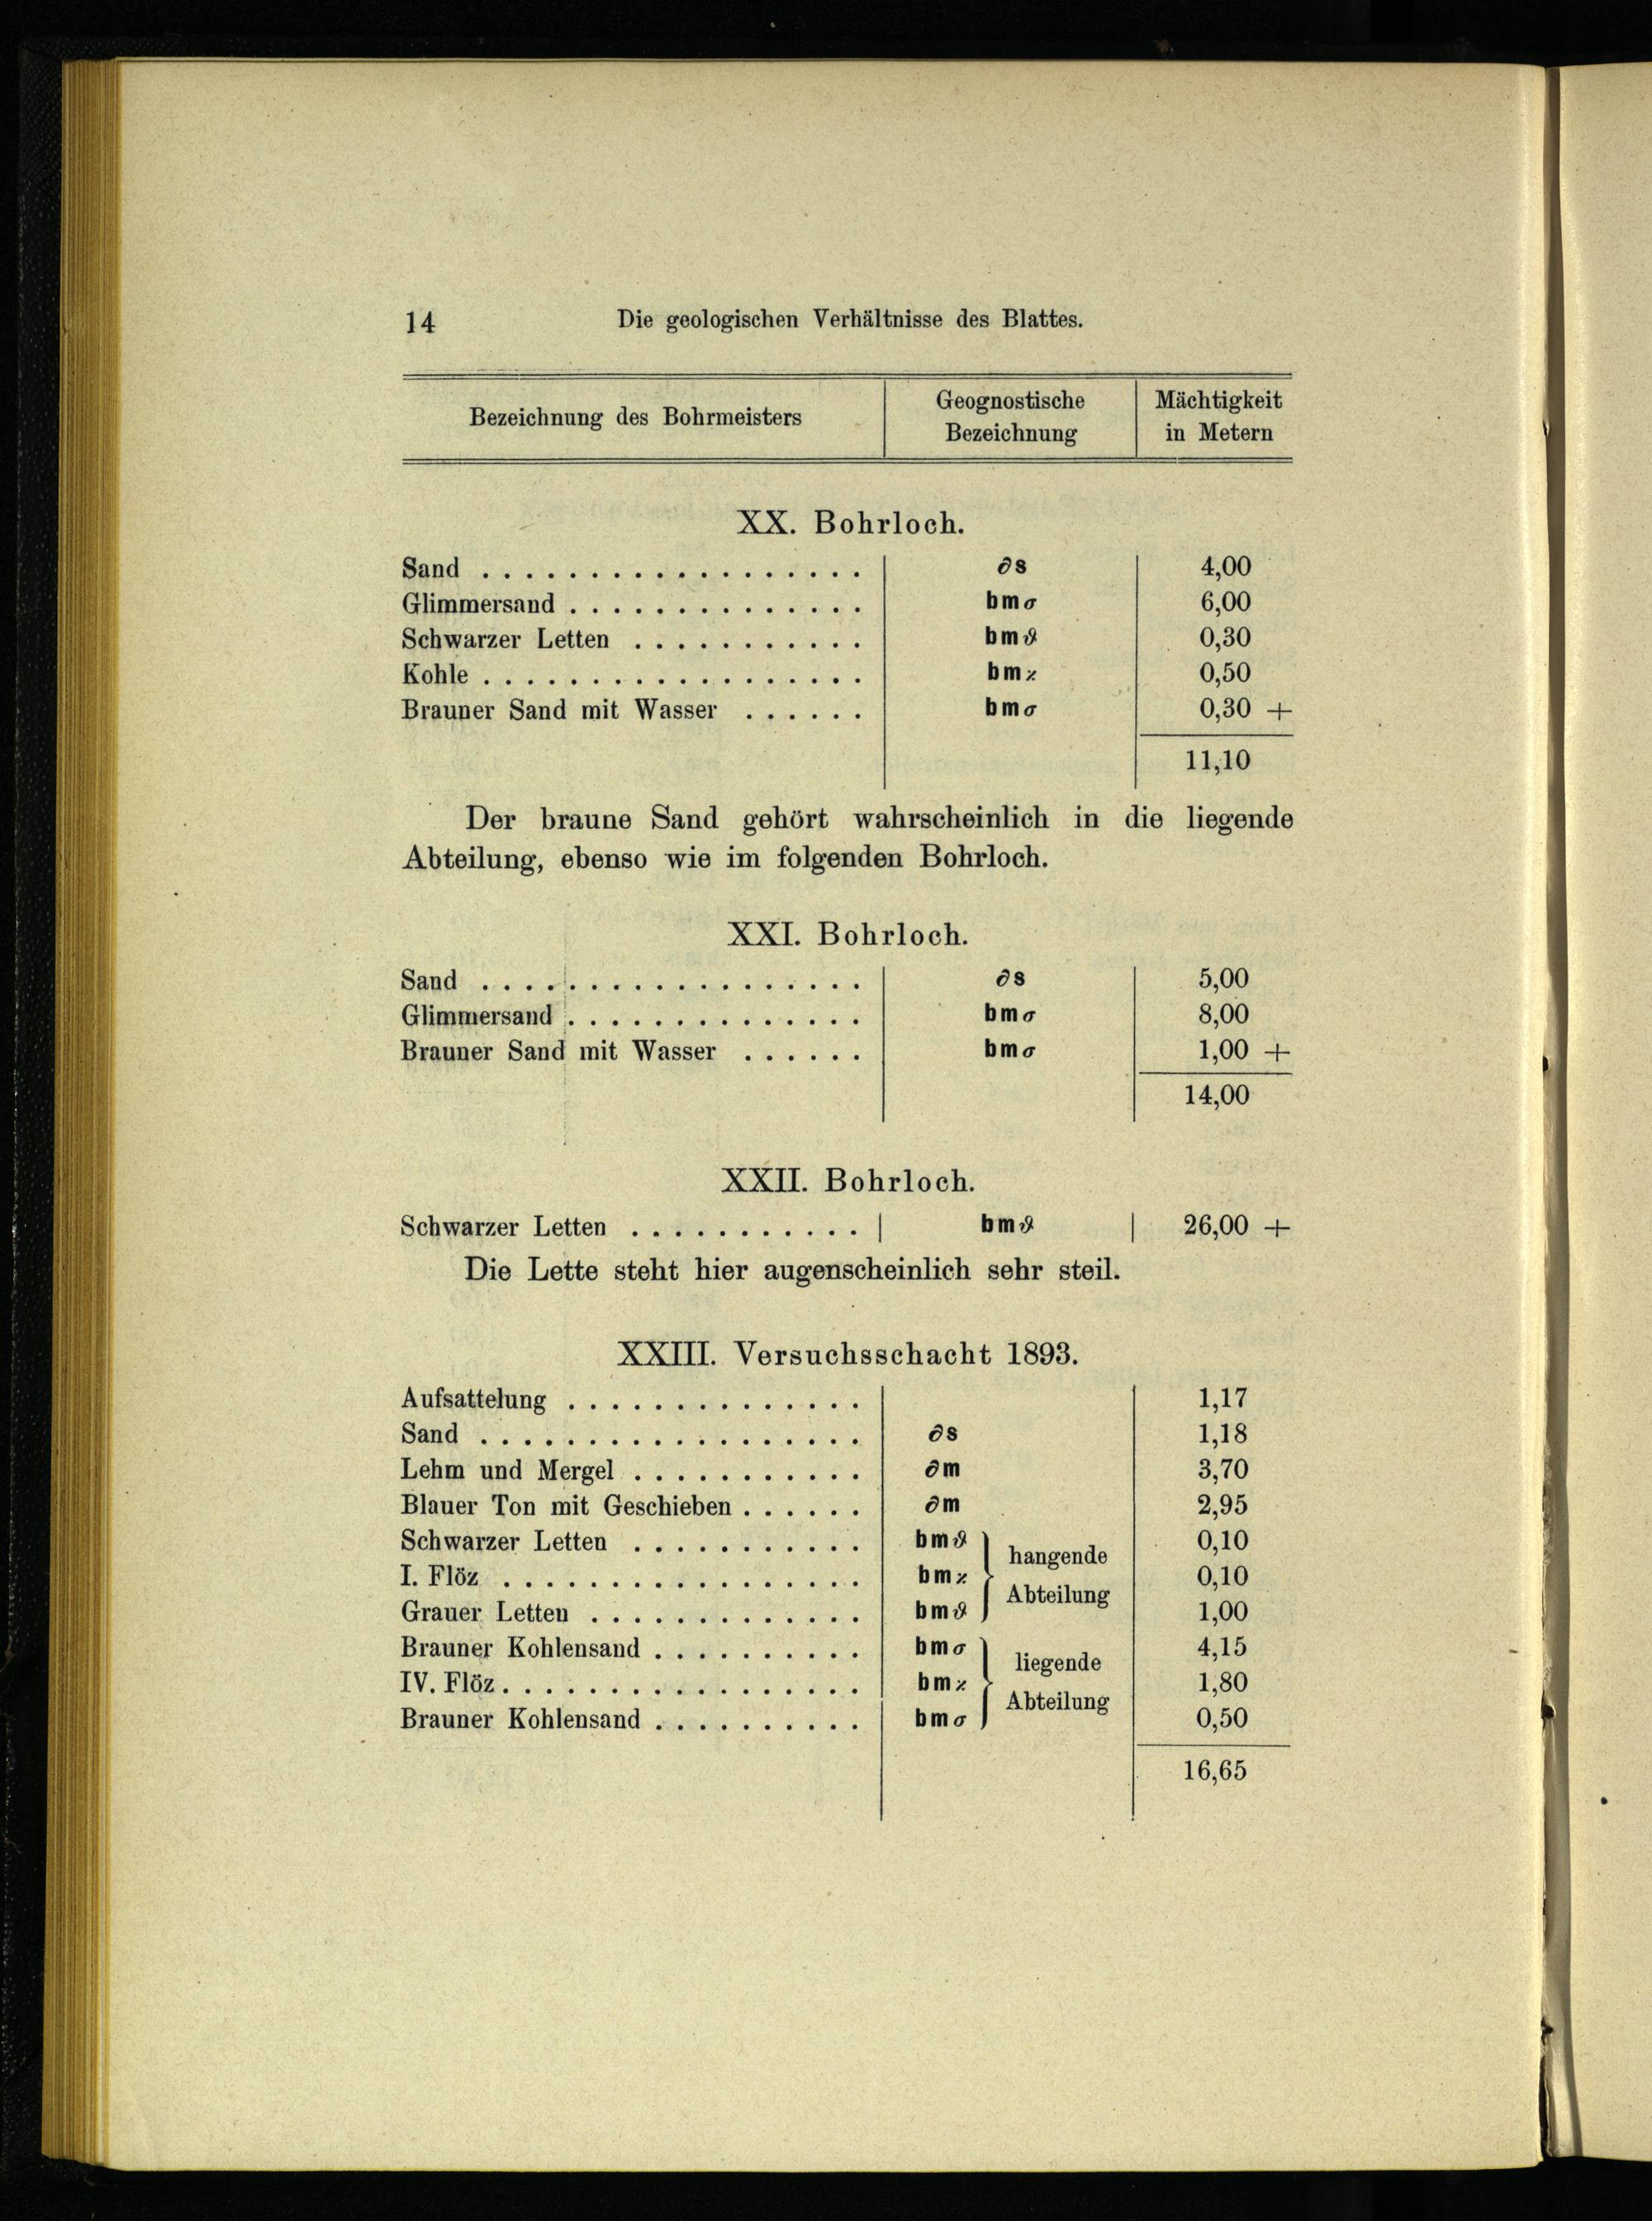 14 Die geologischen Verhältnisse des Blattes.
Bezeichnung des Bohrmeisters | Geognostische Bezeichnung | Mächtigkeit in Metern
XX. Bohrloch.
Sand . . . . . . . . . . . . . . . . . . ∂s 4,00
Glimmersand . . . . . . . . . . . . . . bmσ 6,00
Schwarzer Letten . . . . . . . . . . . bmϑ 0,30
Kohle . . . . . . . . . . . . . . . . . . bmϰ 0,50
Brauner Sand mit Wasser . . . . . . bmσ 0,30 +
11,10
Der braune Sand gehört wahrscheinlich in die liegende
Abteilung, ebenso wie im folgenden Bohrloch.
XXI. Bohrloch.
Sand . . . . . . . . . . . . . . . . . . ∂s 5,00
Glimmersand . . . . . . . . . . . . . . bmσ 8,00
Brauner Sand mit Wasser . . . . . . bmσ 1,00 +
14,00
XXII. Bohrloch.
Schwarzer Letten . . . . . . . . . . . | bmϑ | 26,00 +
Die Lette steht hier augenscheinlich sehr steil.
XXIII. Versuchsschacht 1893.
Aufsattelung . . . . . . . . . . . . . . 1,17
Sand . . . . . . . . . . . . . . . . . . ∂s 1,18
Lehm und Mergel . . . . . . . . . . . ∂m 3,70
Blauer Ton mit Geschieben . . . . . . ∂m 2,95
Schwarzer Letten . . . . . . . . . . . bmϑ } hangende 0,10
I. Flöz . . . . . . . . . . . . . . . . . bmϰ } Abteilung 0,10
Grauer Letten . . . . . . . . . . . . . bmϑ } 1,00
Brauner Kohlensand . . . . . . . . . . bmσ } liegende 4,15
IV. Flöz . . . . . . . . . . . . . . . . . bmϰ } Abteilung 1,80
Brauner Kohlensand . . . . . . . . . . bmσ } 0,50
16,65